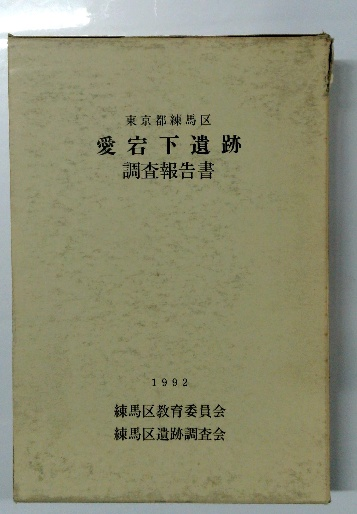 東京都練馬区
愛宕下遺跡
調査報告書
1992
練馬区教育委員会
練馬区遺跡調査会